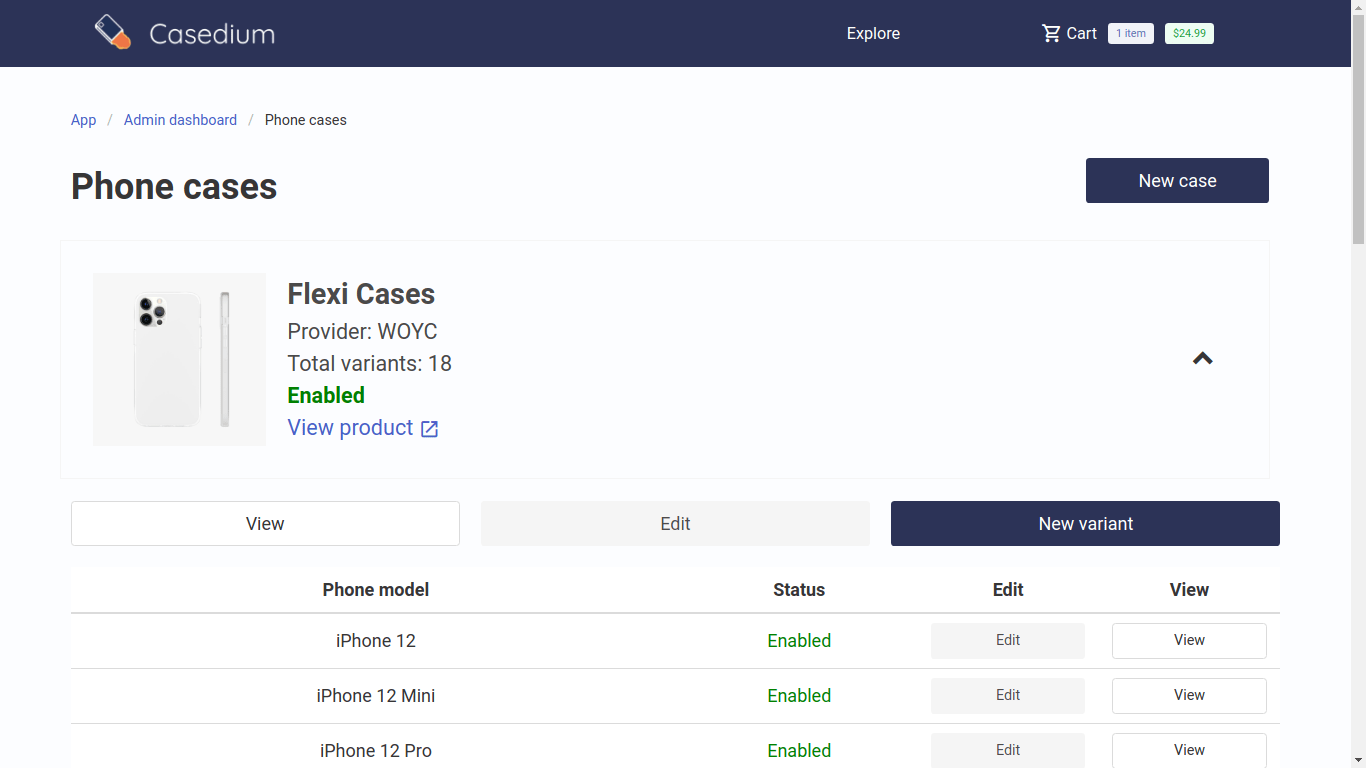 Casedium
Explore
Cart 1 item $24.99
App / Admin dashboard / Phone cases
Phone cases
New case
Flexi Cases
Provider: WOYC
Total variants: 18
Enabled
View product
View Edit New variant
Phone model Status Edit View
iPhone 12 Enabled Edit View
iPhone 12 Mini Enabled Edit View
iPhone 12 Pro Enabled Edit View